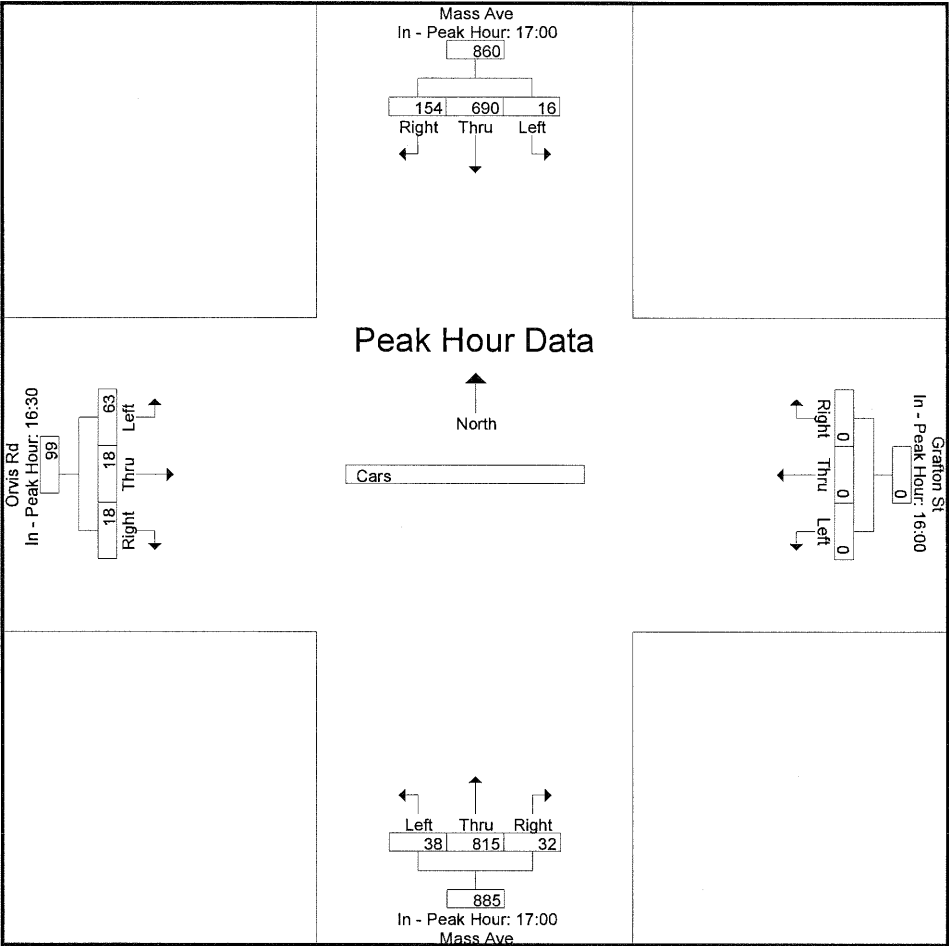 Mass Ave
In - Peak Hour: 17:00
860
154 690 16
Right Thru Left
Peak Hour Data
North
Cars
Orvis Rd
In - Peak Hour: 16:30
99
63 18 18
Left Thru Right
Grafton St
In - Peak Hour: 16:00
0
0 0 0
Right Thru Left
Left Thru Right
38 815 32
885
In - Peak Hour: 17:00
Mass Ave